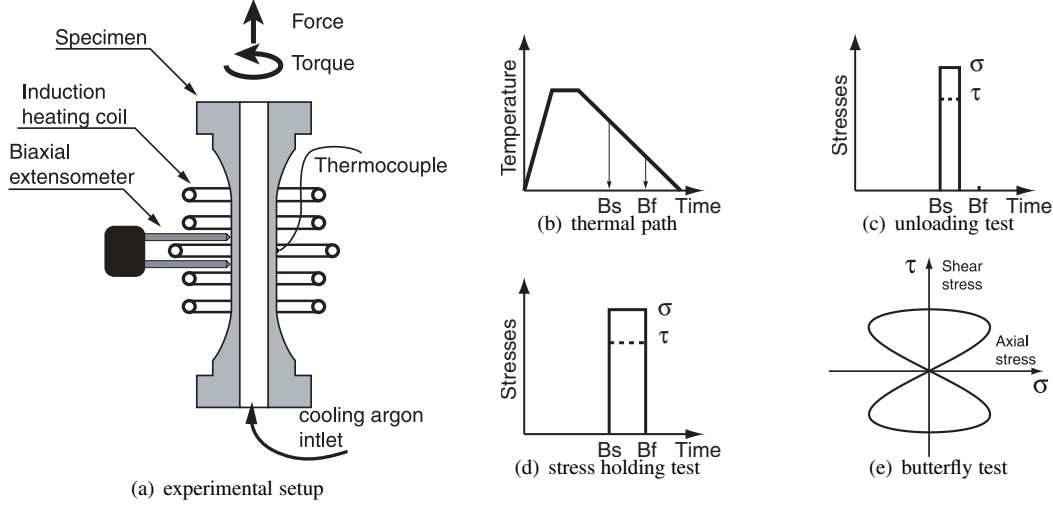 Force
Torque
Specimen
Induction
heating coil
Biaxial
extensometer
Thermocouple
cooling argon
intlet
(a) experimental setup
Temperature
Bs Bf Time
(b) thermal path
Stresses
σ
τ
Bs Bf Time
(c) unloading test
Stresses
σ
τ
Bs Bf Time
(d) stress holding test
τ Shear
stress
Axial
stress
σ
(e) butterfly test